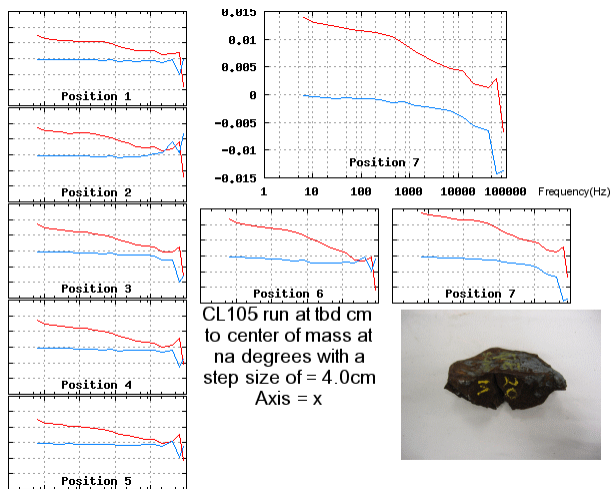 Position 1
Position 2
Position 3
Position 4
Position 5
0.015
0.01
0.005
0
-0.005
-0.01
-0.015
Position 7
1 10 100 1000 10000 100000 Frequency(Hz)
Position 6
Position 7
CL105 run at tbd cm
to center of mass at
na degrees with a
step size of = 4.0cm
Axis = x
20